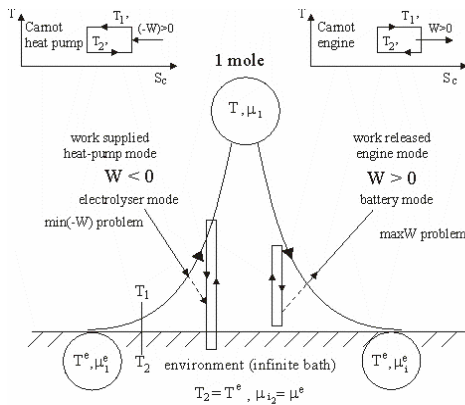 T
Carnot
heat pump
T₁'
T₂'
(-W)>0
S_c
1 mole
T
Carnot
engine
T₁'
T₂'
W>0
S_c
T , μ₁
work supplied
heat-pump mode
W < 0
electrolyser mode
min(-W) problem
work released
engine mode
W > 0
battery mode
maxW problem
T₁
T₂
Tᵉ, μ₁ᵉ
environment (infinite bath)
T₂=Tᵉ , μᵢ₂=μᵉ
Tᵉ, μᵢᵉ